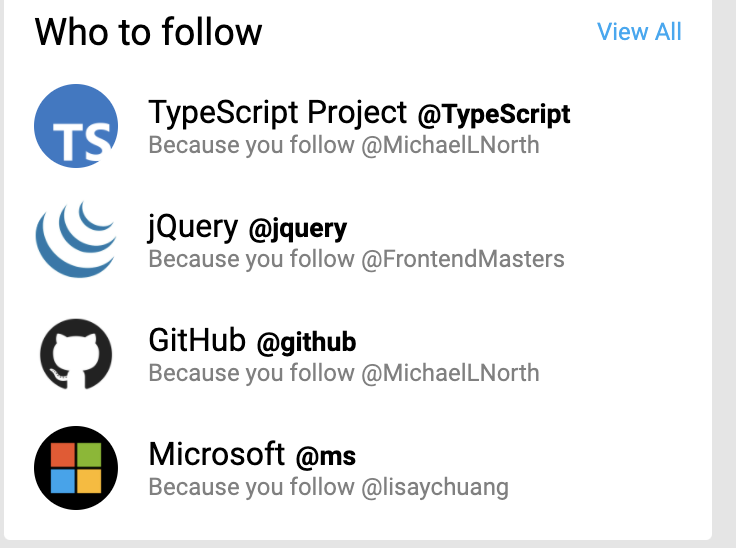 Who to follow View All
TS
TypeScript Project @TypeScript
Because you follow @MichaelLNorth
jQuery @jquery
Because you follow @FrontendMasters
GitHub @github
Because you follow @MichaelLNorth
Microsoft @ms
Because you follow @lisaychuang